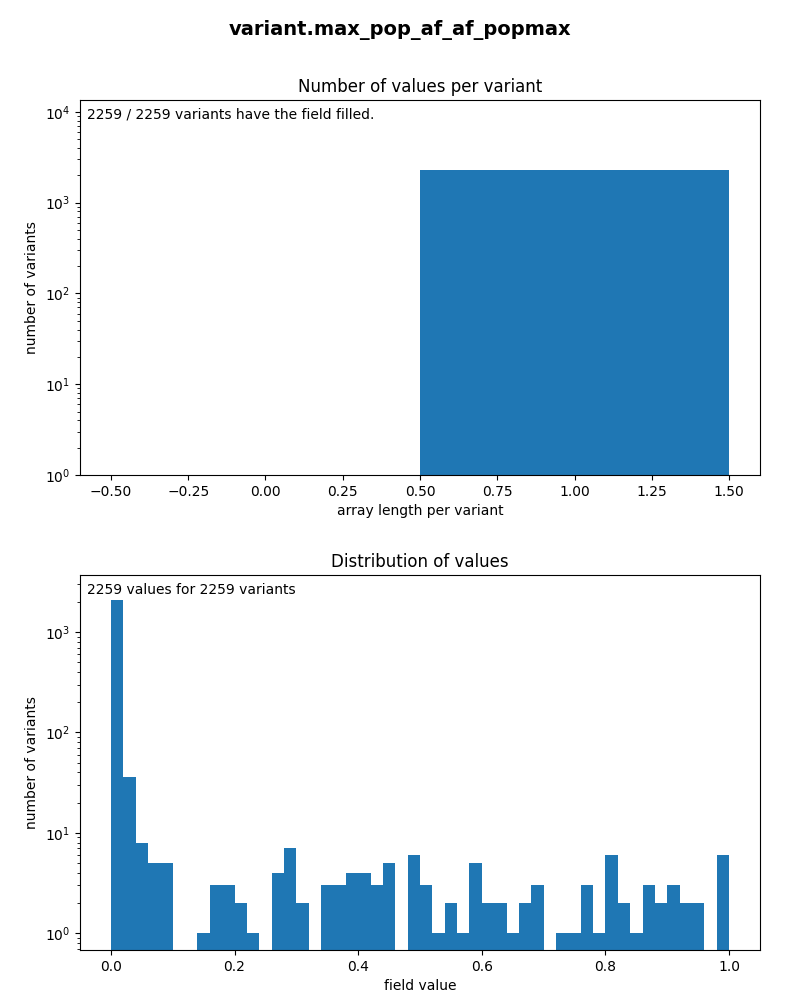 variant.max_pop_af_af_popmax
Number of values per variant
2259 / 2259 variants have the field filled.
number of variants
10⁴
10³
10²
10¹
10⁰
−0.50 −0.25 0.00 0.25 0.50 0.75 1.00 1.25 1.50
array length per variant
Distribution of values
2259 values for 2259 variants
number of variants
10³
10²
10¹
10⁰
0.0 0.2 0.4 0.6 0.8 1.0
field value